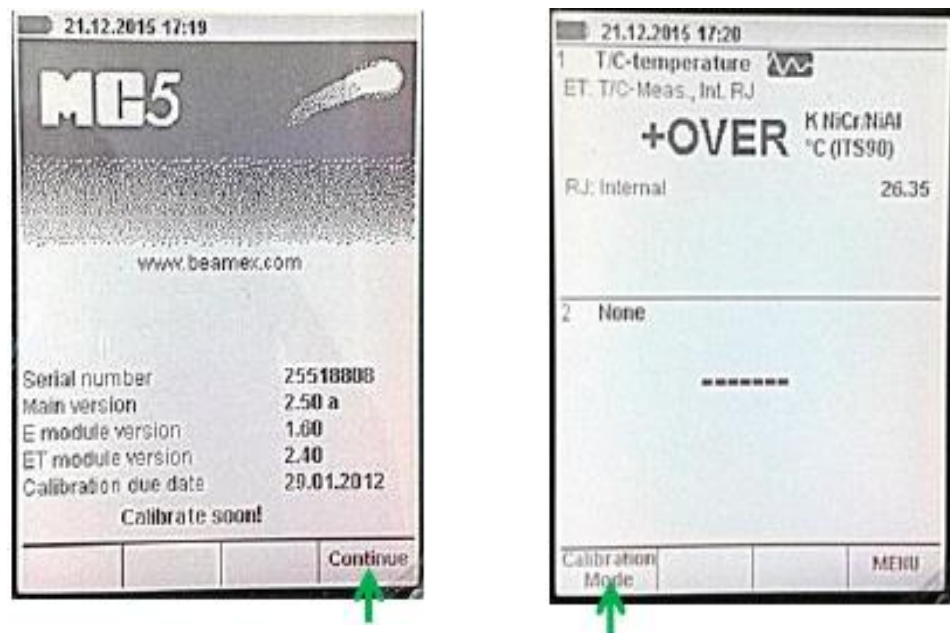 21.12.2015 17:19
MC5
www.beamex.com
Serial number 25518808
Main version 2.50 a
E module version 1.60
ET module version 2.40
Calibration due date 29.01.2012
Calibrate soon!
Continue
21.12.2015 17:20
1 T/C-temperature
ET: T/C-Meas., Int. RJ
+OVER K NiCr/NiAl
°C (ITS90)
RJ: Internal 26.35
2 None
-------
Calibration
Mode
MENU